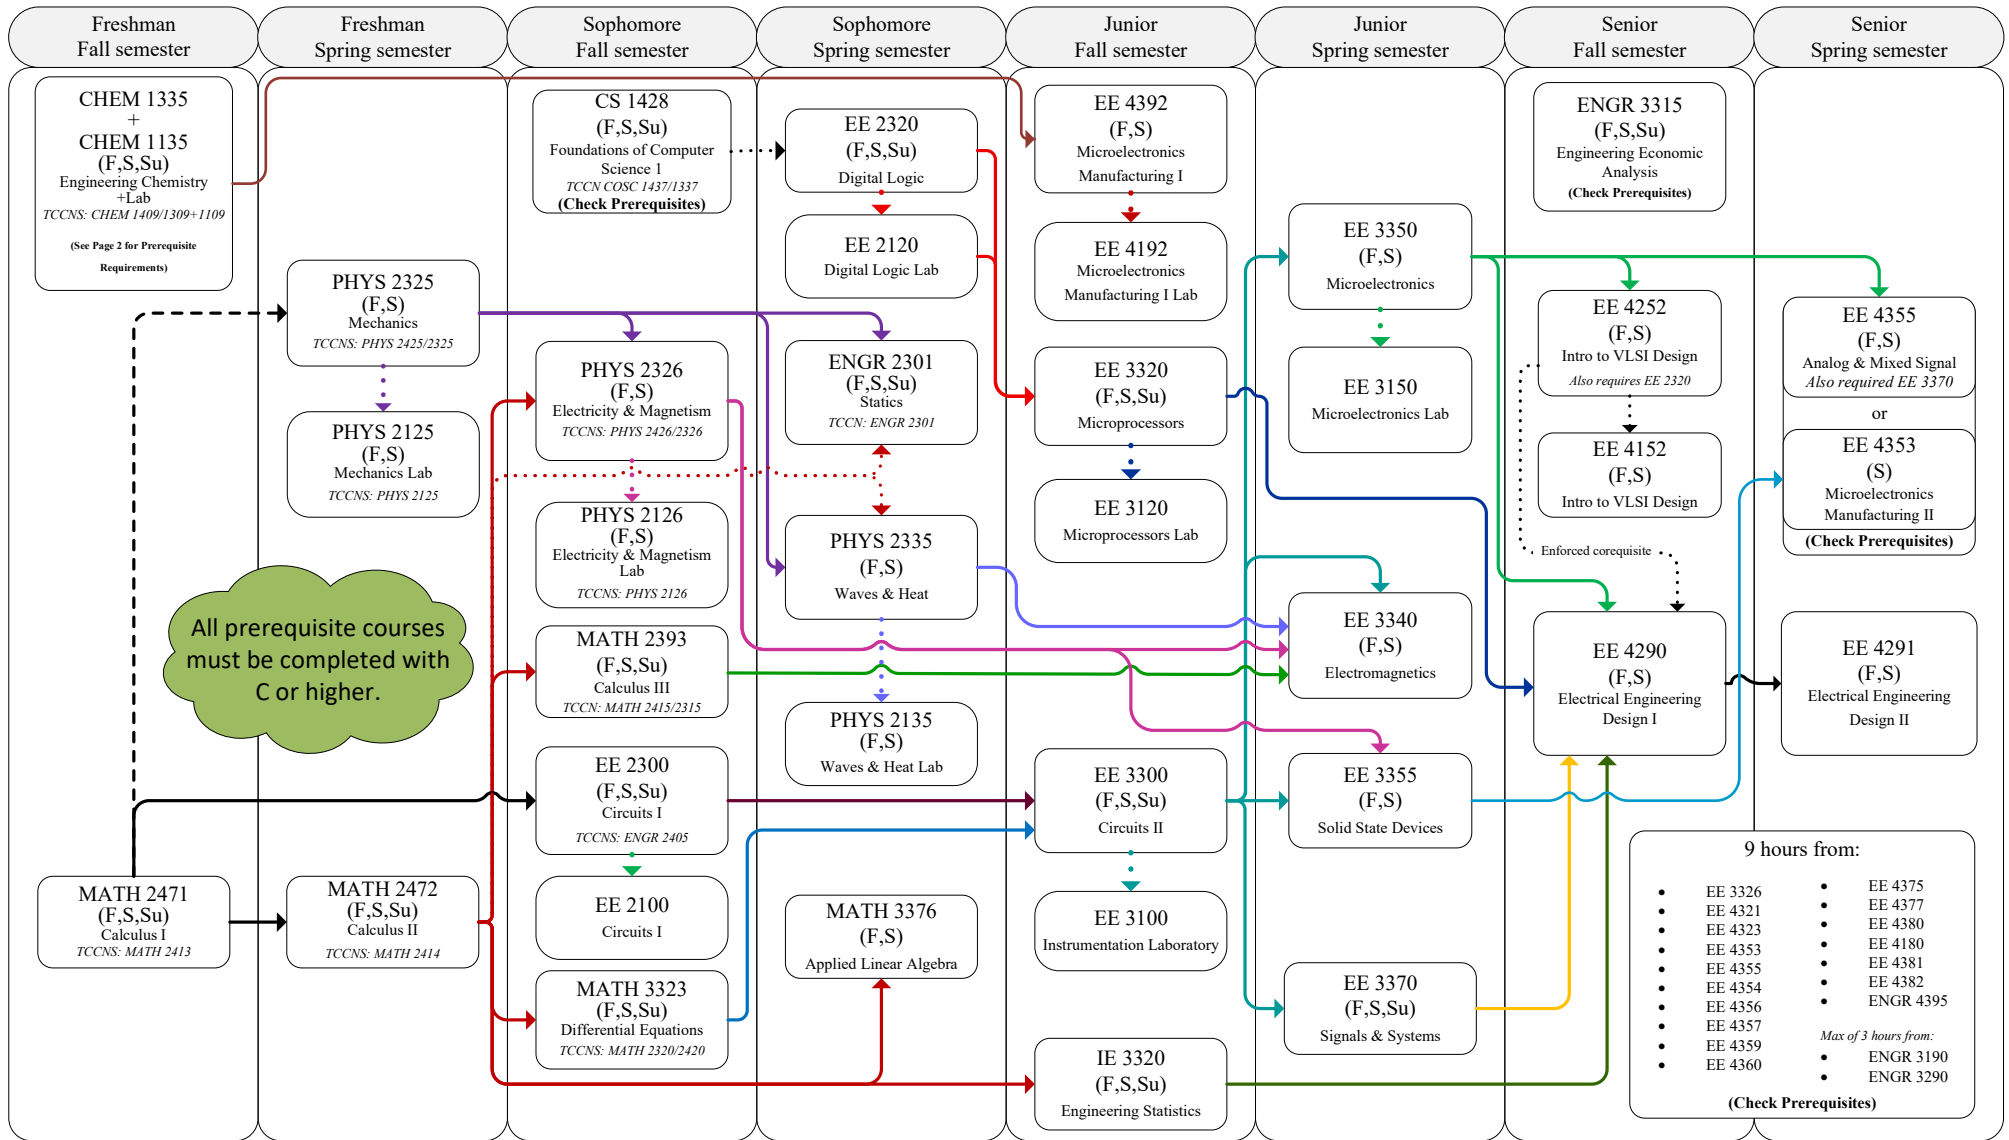 Freshman
Fall semester
Freshman
Spring semester
Sophomore
Fall semester
Sophomore
Spring semester
Junior
Fall semester
Junior
Spring semester
Senior
Fall semester
Senior
Spring semester
CHEM 1335
+
CHEM 1135
(F,S,Su)
Engineering Chemistry
+Lab
TCCNS: CHEM 1409/1309+1109
(See Page 2 for Prerequisite
Requirements)
MATH 2471
(F,S,Su)
Calculus I
TCCNS: MATH 2413
PHYS 2325
(F,S)
Mechanics
TCCNS: PHYS 2425/2325
PHYS 2125
(F,S)
Mechanics Lab
TCCNS: PHYS 2125
All prerequisite courses
must be completed with
C or higher.
MATH 2472
(F,S,Su)
Calculus II
TCCNS: MATH 2414
CS 1428
(F,S,Su)
Foundations of Computer
Science 1
TCCN COSC 1437/1337
(Check Prerequisites)
PHYS 2326
(F,S)
Electricity & Magnetism
TCCNS: PHYS 2426/2326
PHYS 2126
(F,S)
Electricity & Magnetism
Lab
TCCNS: PHYS 2126
MATH 2393
(F,S,Su)
Calculus III
TCCN: MATH 2415/2315
EE 2300
(F,S,Su)
Circuits I
TCCNS: ENGR 2405
EE 2100
Circuits I
MATH 3323
(F,S,Su)
Differential Equations
TCCNS: MATH 2320/2420
EE 2320
(F,S,Su)
Digital Logic
EE 2120
Digital Logic Lab
ENGR 2301
(F,S,Su)
Statics
TCCN: ENGR 2301
PHYS 2335
(F,S)
Waves & Heat
PHYS 2135
(F,S)
Waves & Heat Lab
MATH 3376
(F,S)
Applied Linear Algebra
EE 4392
(F,S)
Microelectronics
Manufacturing I
EE 4192
Microelectronics
Manufacturing I Lab
EE 3320
(F,S,Su)
Microprocessors
EE 3120
Microprocessors Lab
EE 3300
(F,S,Su)
Circuits II
EE 3100
Instrumentation Laboratory
IE 3320
(F,S,Su)
Engineering Statistics
EE 3350
(F,S)
Microelectronics
EE 3150
Microelectronics Lab
EE 3340
(F,S)
Electromagnetics
EE 3355
(F,S)
Solid State Devices
EE 3370
(F,S,Su)
Signals & Systems
ENGR 3315
(F,S,Su)
Engineering Economic
Analysis
(Check Prerequisites)
EE 4252
(F,S)
Intro to VLSI Design
Also requires EE 2320
EE 4152
(F,S)
Intro to VLSI Design
Enforced corequisite
EE 4290
(F,S)
Electrical Engineering
Design I
EE 4355
(F,S)
Analog & Mixed Signal
Also required EE 3370
or
EE 4353
(S)
Microelectronics
Manufacturing II
(Check Prerequisites)
EE 4291
(F,S)
Electrical Engineering
Design II
9 hours from:
• EE 3326
• EE 4321
• EE 4323
• EE 4353
• EE 4355
• EE 4354
• EE 4356
• EE 4357
• EE 4359
• EE 4360
• EE 4375
• EE 4377
• EE 4380
• EE 4180
• EE 4381
• EE 4382
• ENGR 4395
Max of 3 hours from:
• ENGR 3190
• ENGR 3290
(Check Prerequisites)